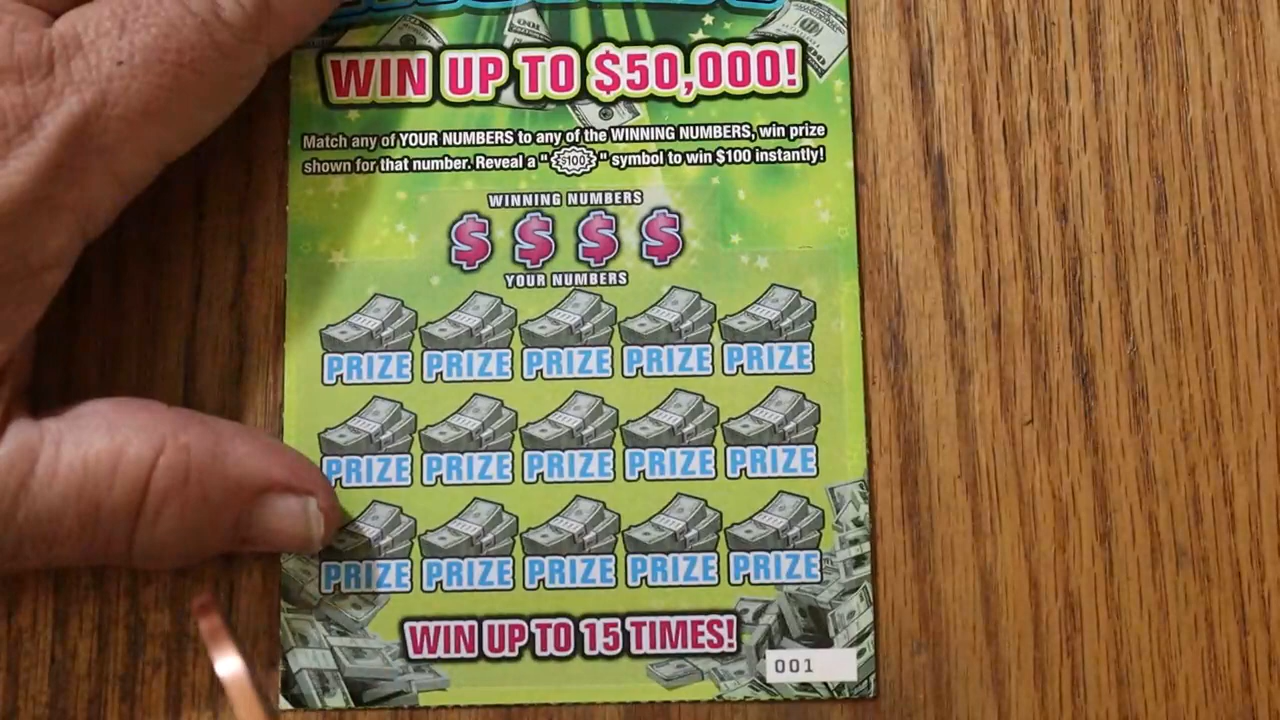 WIN UP TO $50,000!
Match any of YOUR NUMBERS to any of the WINNING NUMBERS, win prize
shown for that number. Reveal a "$100" symbol to win $100 instantly!
WINNING NUMBERS
$ $ $ $
YOUR NUMBERS
PRIZE PRIZE PRIZE PRIZE PRIZE
PRIZE PRIZE PRIZE PRIZE PRIZE
PRIZE PRIZE PRIZE PRIZE PRIZE
WIN UP TO 15 TIMES!
001